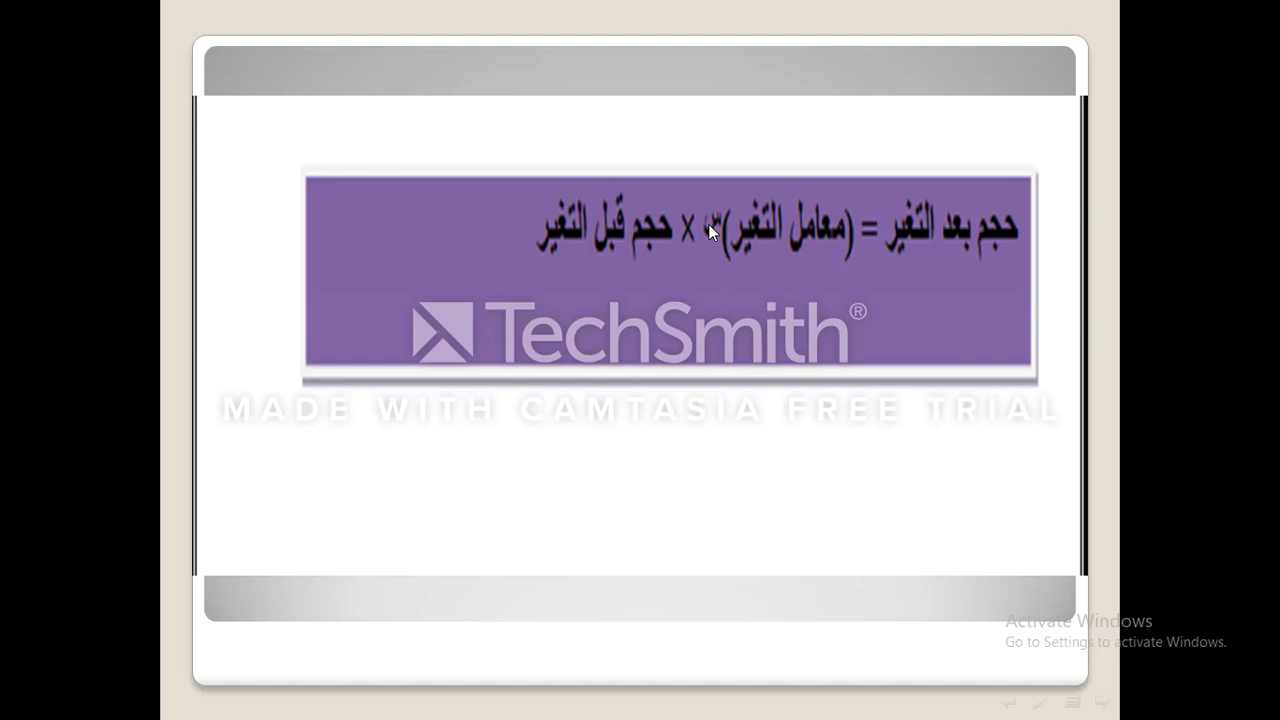 حجم بعد التغير = (معامل التغير) × حجم قبل التغير
TechSmith®
MADE WITH CAMTASIA FREE TRIAL
Activate Windows
Go to Settings to activate Windows.